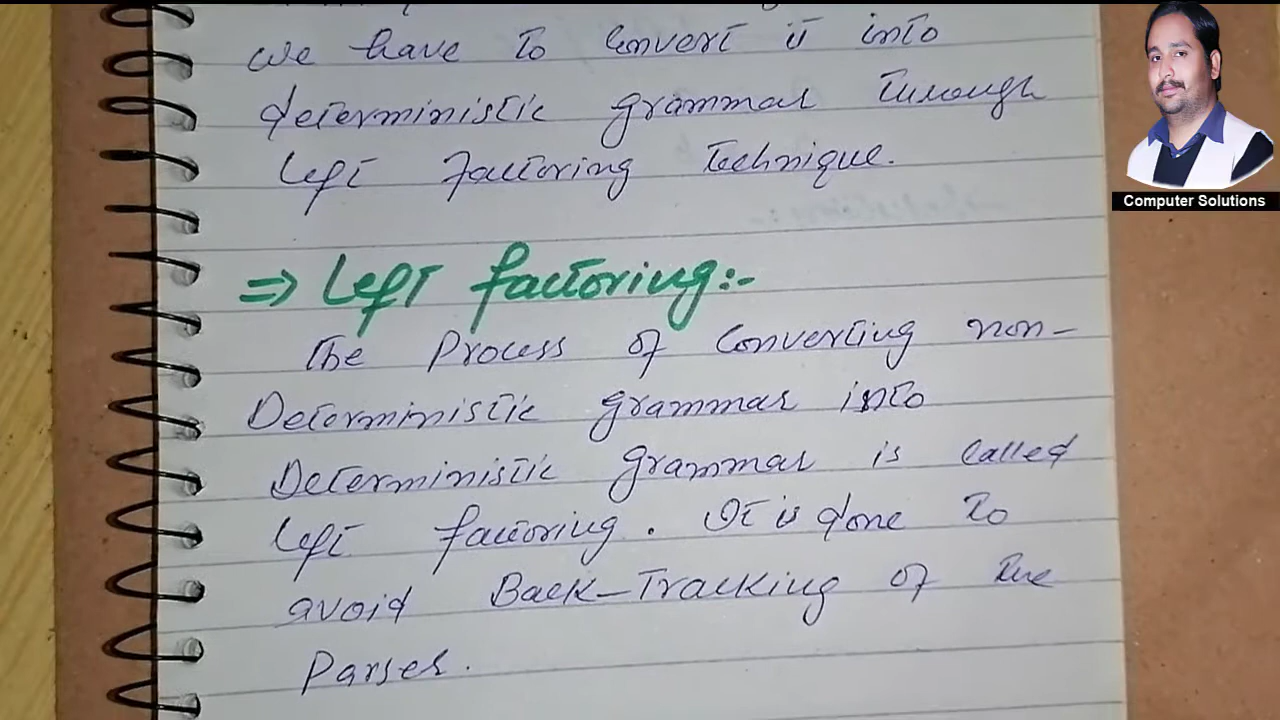 we have to convert it into
deterministic grammar through
Left Factoring Technique.
Computer Solutions
⇒ Left factoring:-
The Process of Converting non-
Deterministic grammar into
Deterministic grammar is called
left factoring. It is done to
avoid Back-Tracking of the
Parser.